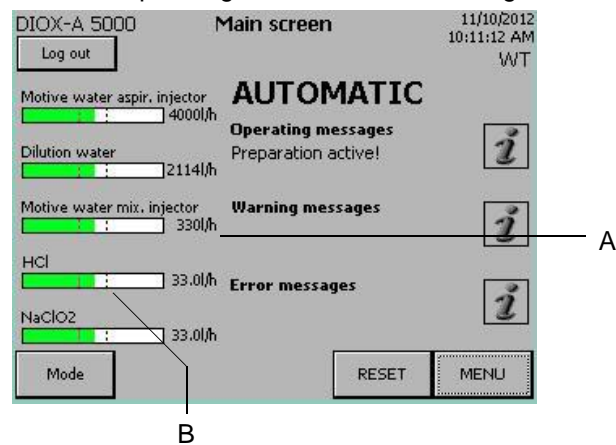 DIOX-A 5000 Main screen 11/10/2012
10:11:12 AM
Log out WT
AUTOMATIC
Motive water aspir. injector
4000l/h
Operating messages
Preparation active!
Dilution water
2114l/h
Motive water mix. injector
330l/h
Warning messages
A
HCl
33.0l/h
Error messages
NaClO2
33.0l/h
Mode RESET MENU
B